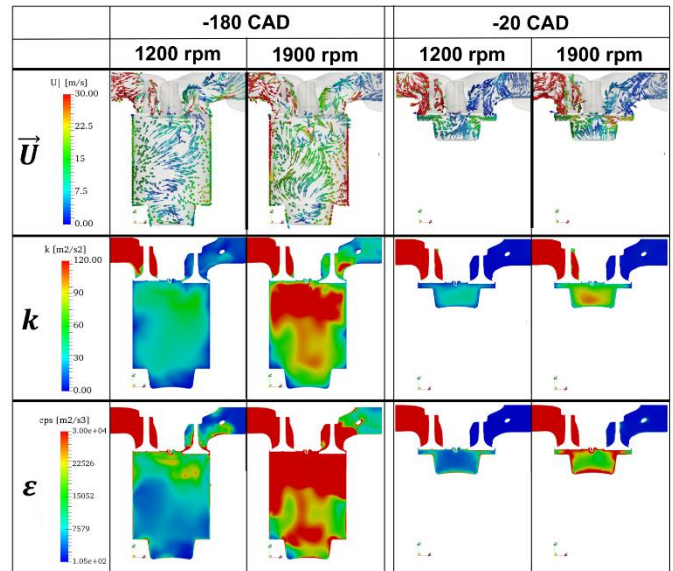 -180 CAD -20 CAD
1200 rpm 1900 rpm 1200 rpm 1900 rpm
U| [m/s]
30.00
22.5
15
7.5
0.00
U
k [m2/s2]
120.00
90
60
30
0.00
k
eps [m2/s3]
3.00e+04
22526
15052
7579
1.05e+02
ε